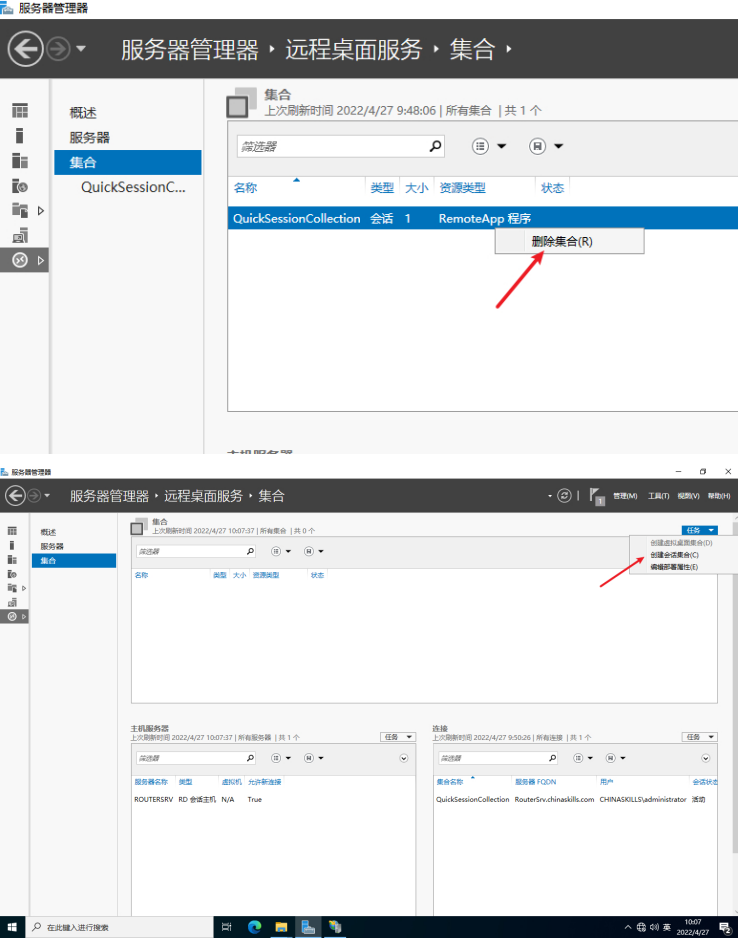 服务器管理器
服务器管理器 · 远程桌面服务 · 集合 ·
集合
上次刷新时间 2022/4/27 9:48:06 | 所有集合 | 共 1 个
概述
服务器
集合
QuickSessionC...
筛选器
名称 类型 大小 资源类型 状态
QuickSessionCollection 会话 1 RemoteApp 程序
删除集合(R)
服务器管理器
服务器管理器 · 远程桌面服务 · 集合
1 管理(M) 工具(T) 视图(V) 帮助(H)
概述
服务器
集合
集合
上次刷新时间 2022/4/27 10:07:37 | 所有集合 | 共 0 个
任务
创建虚拟桌面集合(D)
创建会话集合(C)
编辑部署属性(E)
筛选器
名称 类型 大小 资源类型 状态
主机服务器
上次刷新时间 2022/4/27 10:07:37 | 所有服务器 | 共 1 个
任务
筛选器
服务器名称 类型 虚拟机 允许新连接
ROUTERSRV RD 会话主机 N/A True
连接
上次刷新时间 2022/4/27 9:50:26 | 所有连接 | 共 1 个
任务
筛选器
集合名称 服务器 FQDN 用户 会话状态
QuickSessionCollection RouterSrv.chinaskills.com CHINASKILLS\administrator 活动
在此键入进行搜索
英
10:07
2022/4/27
2